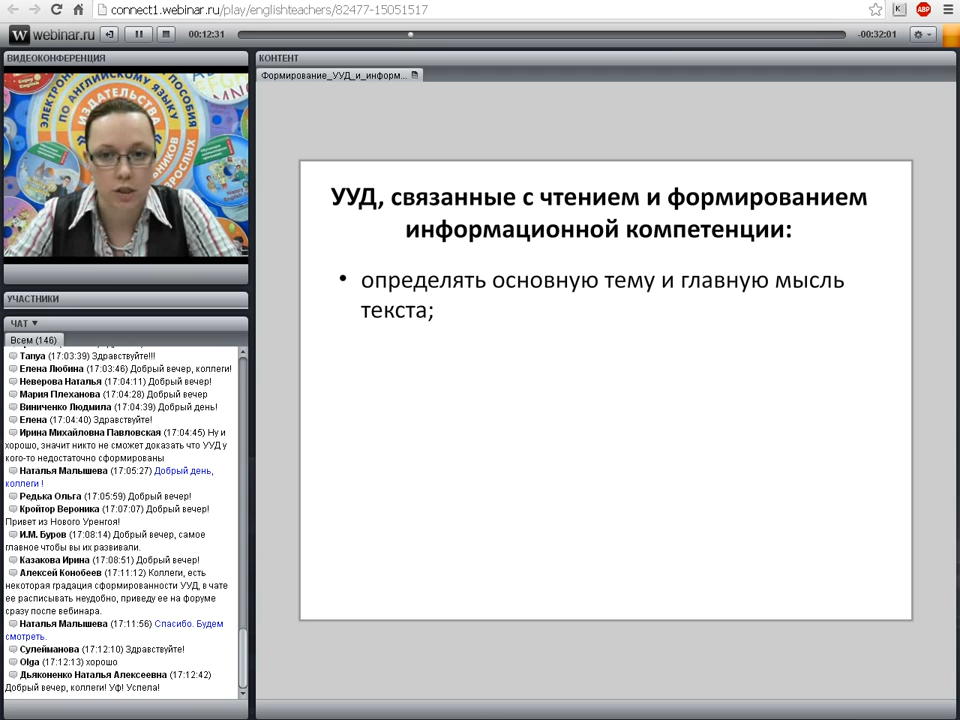 connect1.webinar.ru/play/englishteachers/82477-15051517
webinar.ru
00:12:31
-00:32:01
ВИДЕОКОНФЕРЕНЦИЯ
ЭЛЕКТРОННЫЕ ПОСОБИЯ
ПО АНГЛИЙСКОМУ ЯЗЫКУ
ИЗДАТЕЛЬСТВА
УЧАСТНИКИ
ЧАТ
Всем (146)
Tanya (17:03:39) Здравствуйте!!!
Елена Любина (17:03:46) Добрый вечер, коллеги!
Неверова Наталья (17:04:11) Добрый вечер!
Мария Плеханова (17:04:28) Добрый вечер
Виниченко Людмила (17:04:39) Добрый день!
Елена (17:04:40) Здравствуйте!
Ирина Михайловна Павловская (17:04:45) Ну и
хорошо, значит никто не сможет доказать что УУД у
кого-то недостаточно сформированы
Наталья Малышева (17:05:27) Добрый день,
коллеги !
Редька Ольга (17:05:59) Добрый вечер!
Кройтор Вероника (17:07:07) Добрый вечер!
Привет из Нового Уренгоя!
И.М. Буров (17:08:14) Добрый вечер, самое
главное чтобы вы их развивали.
Казакова Ирина (17:08:51) Добрый вечер!
Алексей Конобеев (17:11:12) Коллеги, есть
некоторая градация сформированности УУД, в чате
ее расписывать неудобно, приведу ее на форуме
сразу после вебинара.
Наталья Малышева (17:11:56) Спасибо. Будем
смотреть.
Сулейманова (17:12:10) Здравствуйте!
Olga (17:12:13) хорошо
Дьяконенко Наталья Алексеевна (17:12:42)
Добрый вечер, коллеги! Уф! Успела!
КОНТЕНТ
Формирование_УУД_и_информ...
УУД, связанные с чтением и формированием
информационной компетенции:
• определять основную тему и главную мысль
текста;